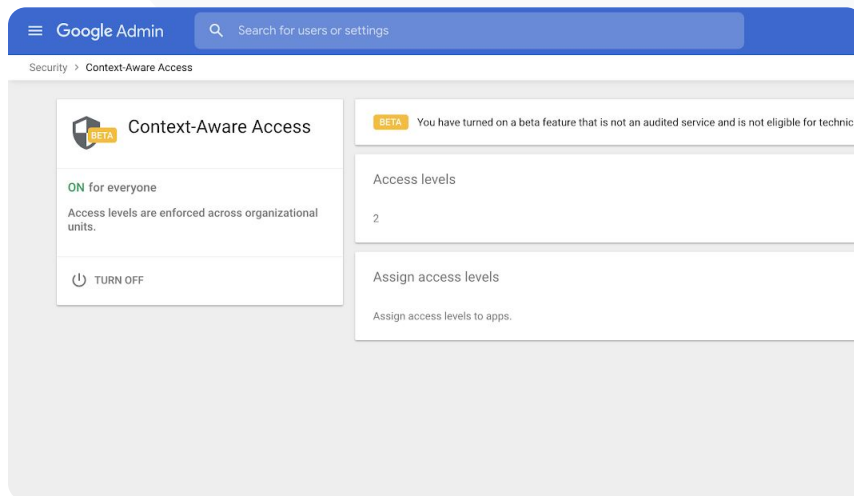 Google Admin
Search for users or settings
Security > Context-Aware Access
BETA
Context-Aware Access
ON for everyone
Access levels are enforced across organizational
units.
TURN OFF
BETA You have turned on a beta feature that is not an audited service and is not eligible for technic
Access levels
2
Assign access levels
Assign access levels to apps.